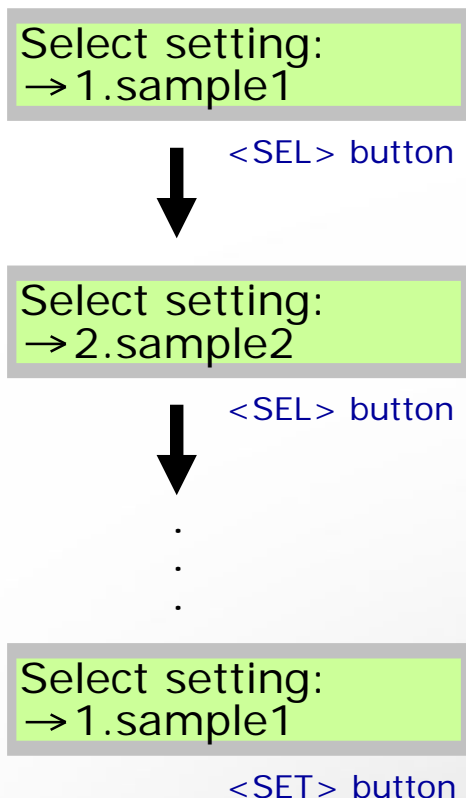 Select setting:
→1.sample1
<SEL> button
Select setting:
→2.sample2
<SEL> button
.
.
.
Select setting:
→1.sample1
<SET> button